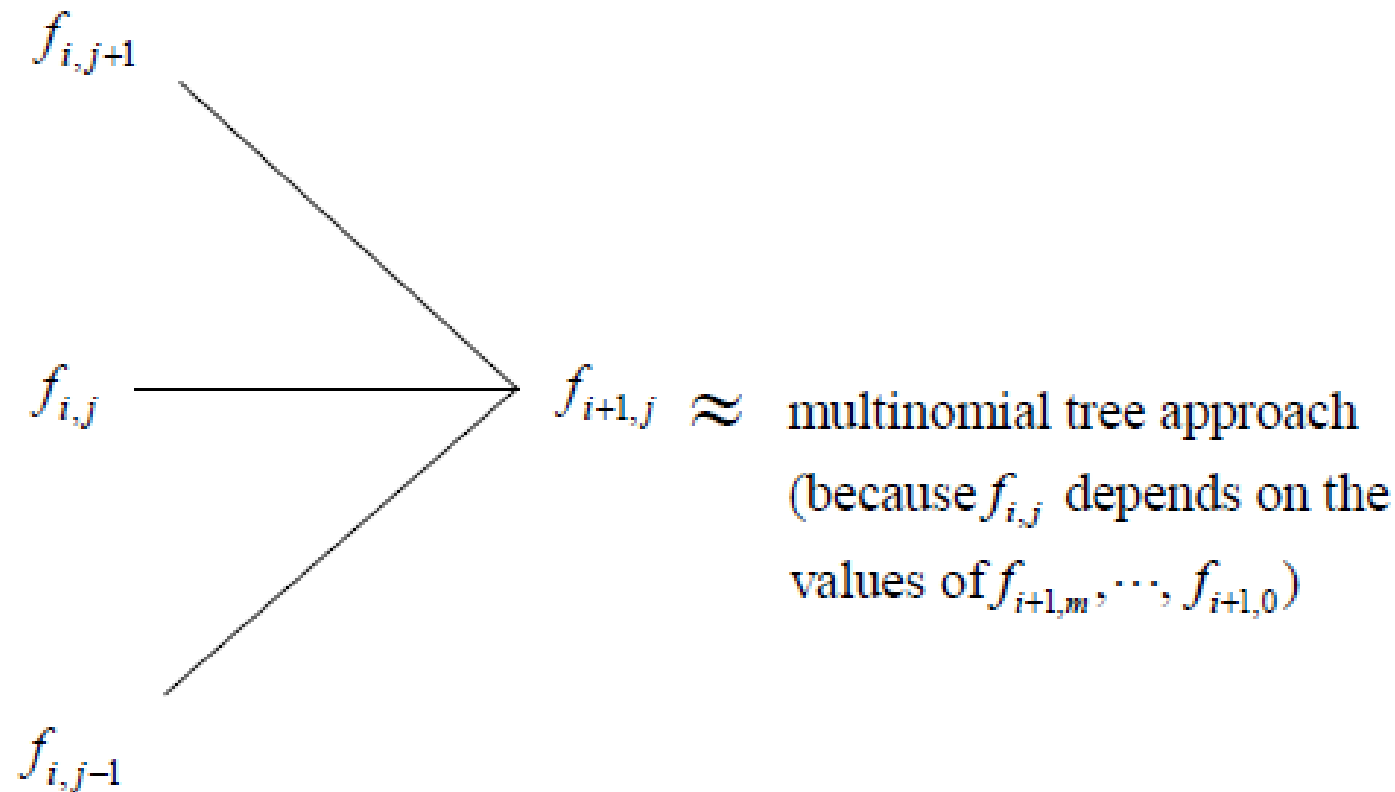 f_{i,j+1}
f_{i,j} f_{i+1,j} ≈ multinomial tree approach
(because f_{i,j} depends on the
values of f_{i+1,m}, ⋯, f_{i+1,0})
f_{i,j−1}